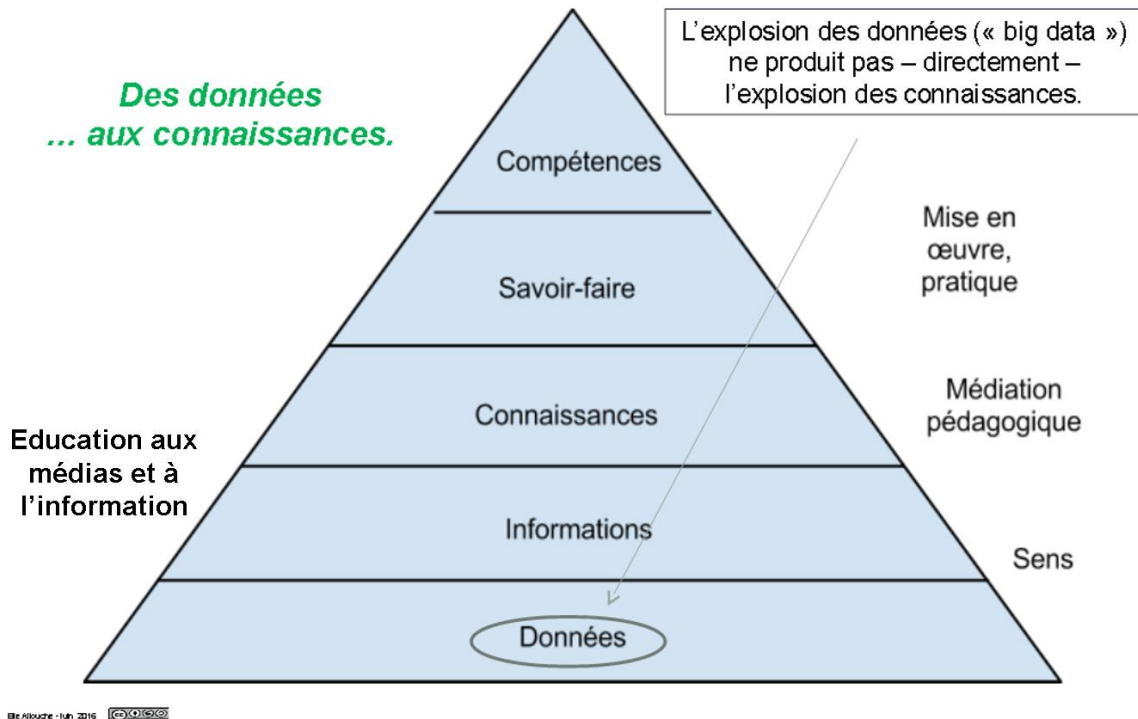 L'explosion des données (« big data »)
ne produit pas – directement –
l'explosion des connaissances.
Des données
... aux connaissances.
Compétences
Mise en
œuvre,
pratique
Savoir-faire
Connaissances
Médiation
pédagogique
Education aux
médias et à
l'information
Informations
Sens
Données
Elie Allouche - Juin 2016